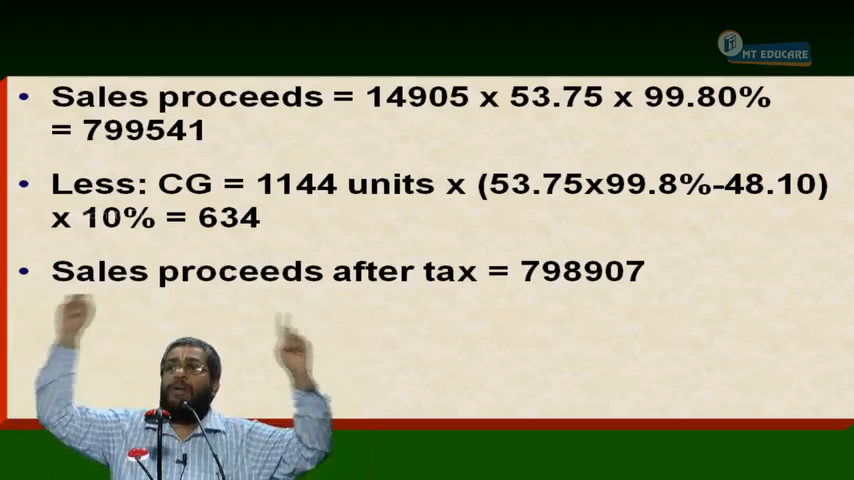 MT EDUCARE
• Sales proceeds = 14905 x 53.75 x 99.80%
= 799541
• Less: CG = 1144 units x (53.75x99.8%-48.10)
x 10% = 634
• Sales proceeds after tax = 798907